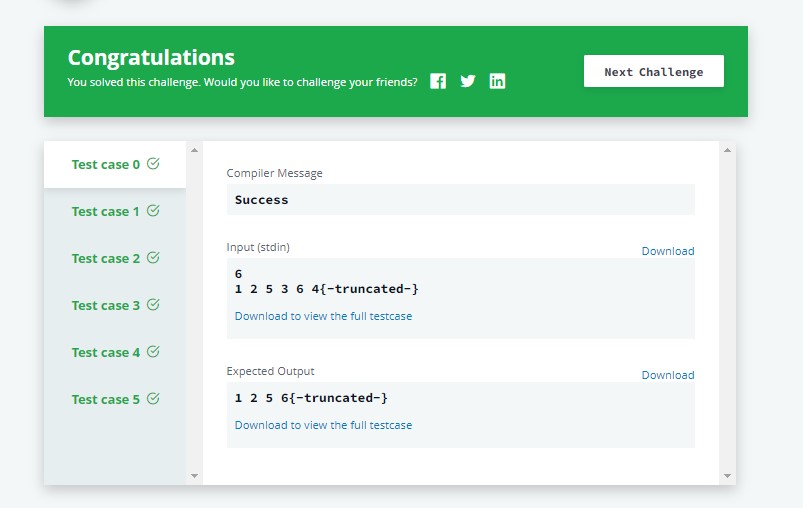 Congratulations
You solved this challenge. Would you like to challenge your friends?
Next Challenge
Test case 0
Test case 1
Test case 2
Test case 3
Test case 4
Test case 5
Compiler Message
Success
Input (stdin)
Download
6
1 2 5 3 6 4{-truncated-}
Download to view the full testcase
Expected Output
Download
1 2 5 6{-truncated-}
Download to view the full testcase